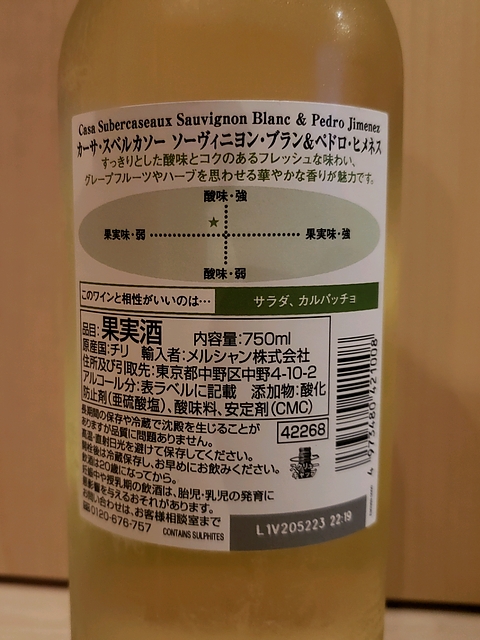 Casa Subercaseaux Sauvignon Blanc & Pedro Jimenez
カーサ・スベルカソー ソーヴィニヨン・ブラン&ペドロ・ヒメネス
すっきりとした酸味とコクのあるフレッシュな味わい、
グレープフルーツやハーブを思わせる華やかな香りが魅力です。
酸味・強
果実味・弱 果実味・強
酸味・弱
このワインと相性がいいのは… サラダ、カルパッチョ
品目:果実酒 内容量:750ml
原産国:チリ 輸入者:メルシャン株式会社
住所及び引取先:東京都中野区中野4-10-2
アルコール分:表ラベルに記載 添加物:酸化
防止剤(亜硫酸塩)、酸味料、安定剤(CMC)
長期間の保存や冷蔵で沈殿を生じることが
ありますが品質に問題ありません。
高温・直射日光を避けて保存してください。
開栓後は冷蔵保存し、お早めにお飲みください。
飲酒は20歳になってから。
妊娠中や授乳期の飲酒は、胎児・乳児の発育に
悪影響を与えるおそれがあります。
お問い合わせは、お客様相談室まで
0120-676-757 CONTAINS SULPHITES
42268
4 973480 421008
L1V205223 22:19